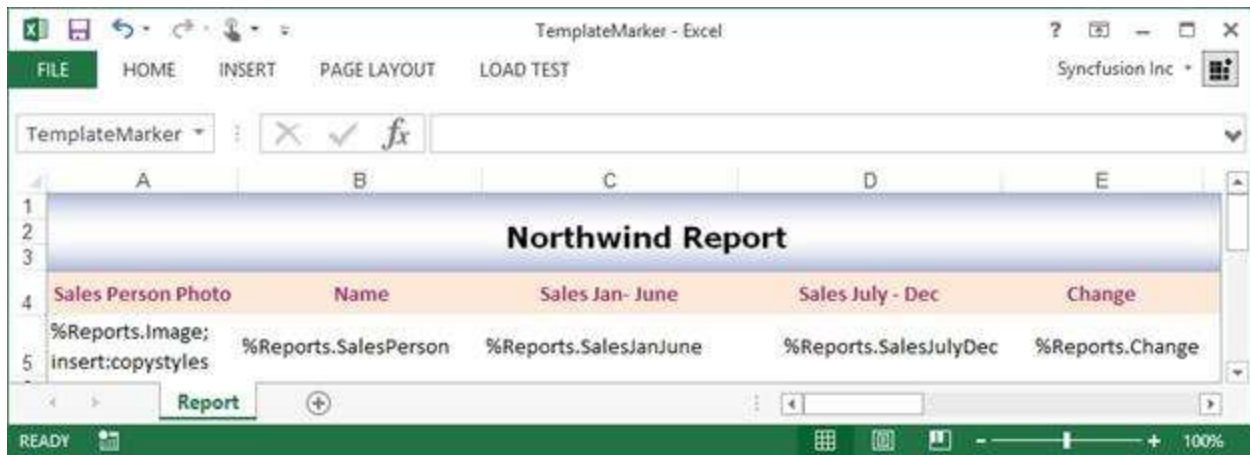 TemplateMarker - Excel
FILE HOME INSERT PAGE LAYOUT LOAD TEST Syncfusion Inc
TemplateMarker fx
A B C D E
1
2 Northwind Report
3
4 Sales Person Photo Name Sales Jan- June Sales July - Dec Change
%Reports.Image;
5 insert:copystyles %Reports.SalesPerson %Reports.SalesJanJune %Reports.SalesJulyDec %Reports.Change
Report
READY 100%